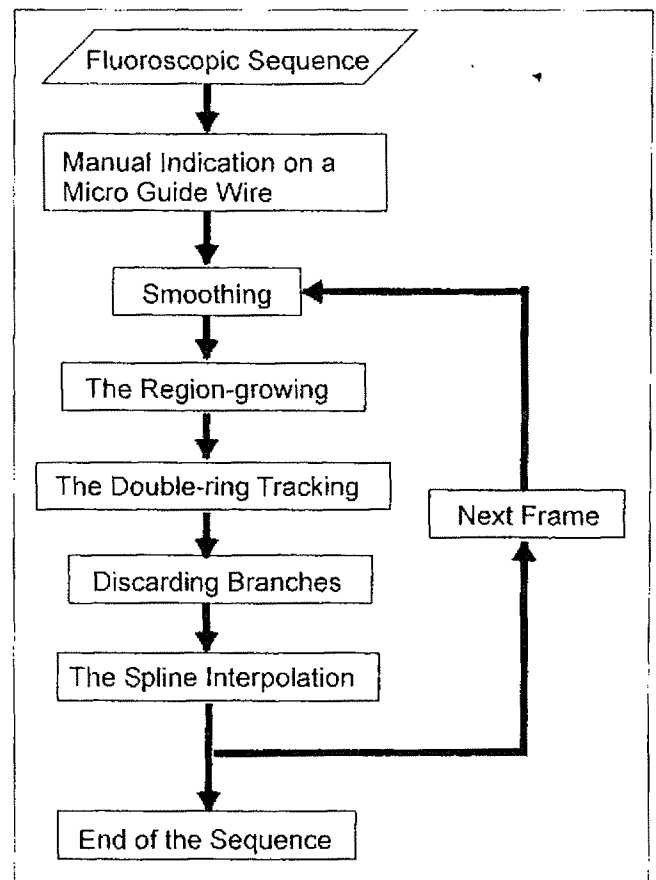 Fluoroscopic Sequence
Manual Indication on a
Micro Guide Wire
Smoothing
The Region-growing
The Double-ring Tracking
Next Frame
Discarding Branches
The Spline Interpolation
End of the Sequence